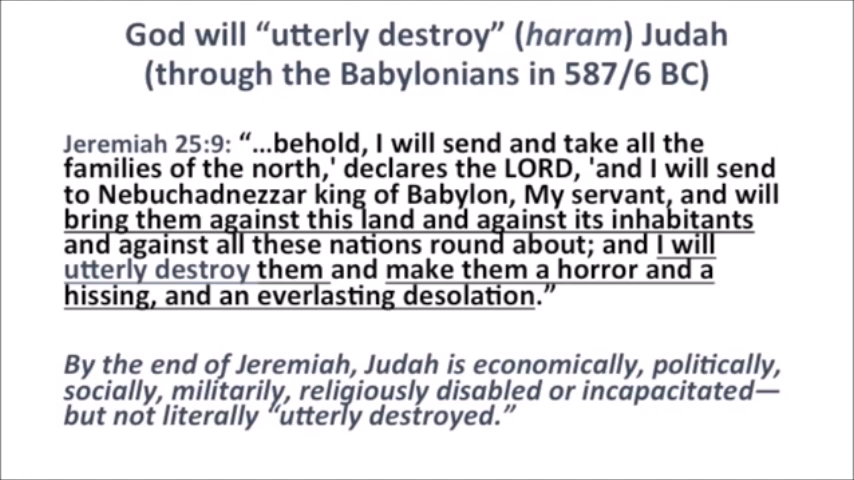 God will “utterly destroy” (haram) Judah
(through the Babylonians in 587/6 BC)
Jeremiah 25:9: “...behold, I will send and take all the
families of the north,' declares the LORD, 'and I will send
to Nebuchadnezzar king of Babylon, My servant, and will
bring them against this land and against its inhabitants
and against all these nations round about; and I will
utterly destroy them and make them a horror and a
hissing, and an everlasting desolation.”
By the end of Jeremiah, Judah is economically, politically,
socially, militarily, religiously disabled or incapacitated—
but not literally “utterly destroyed.”